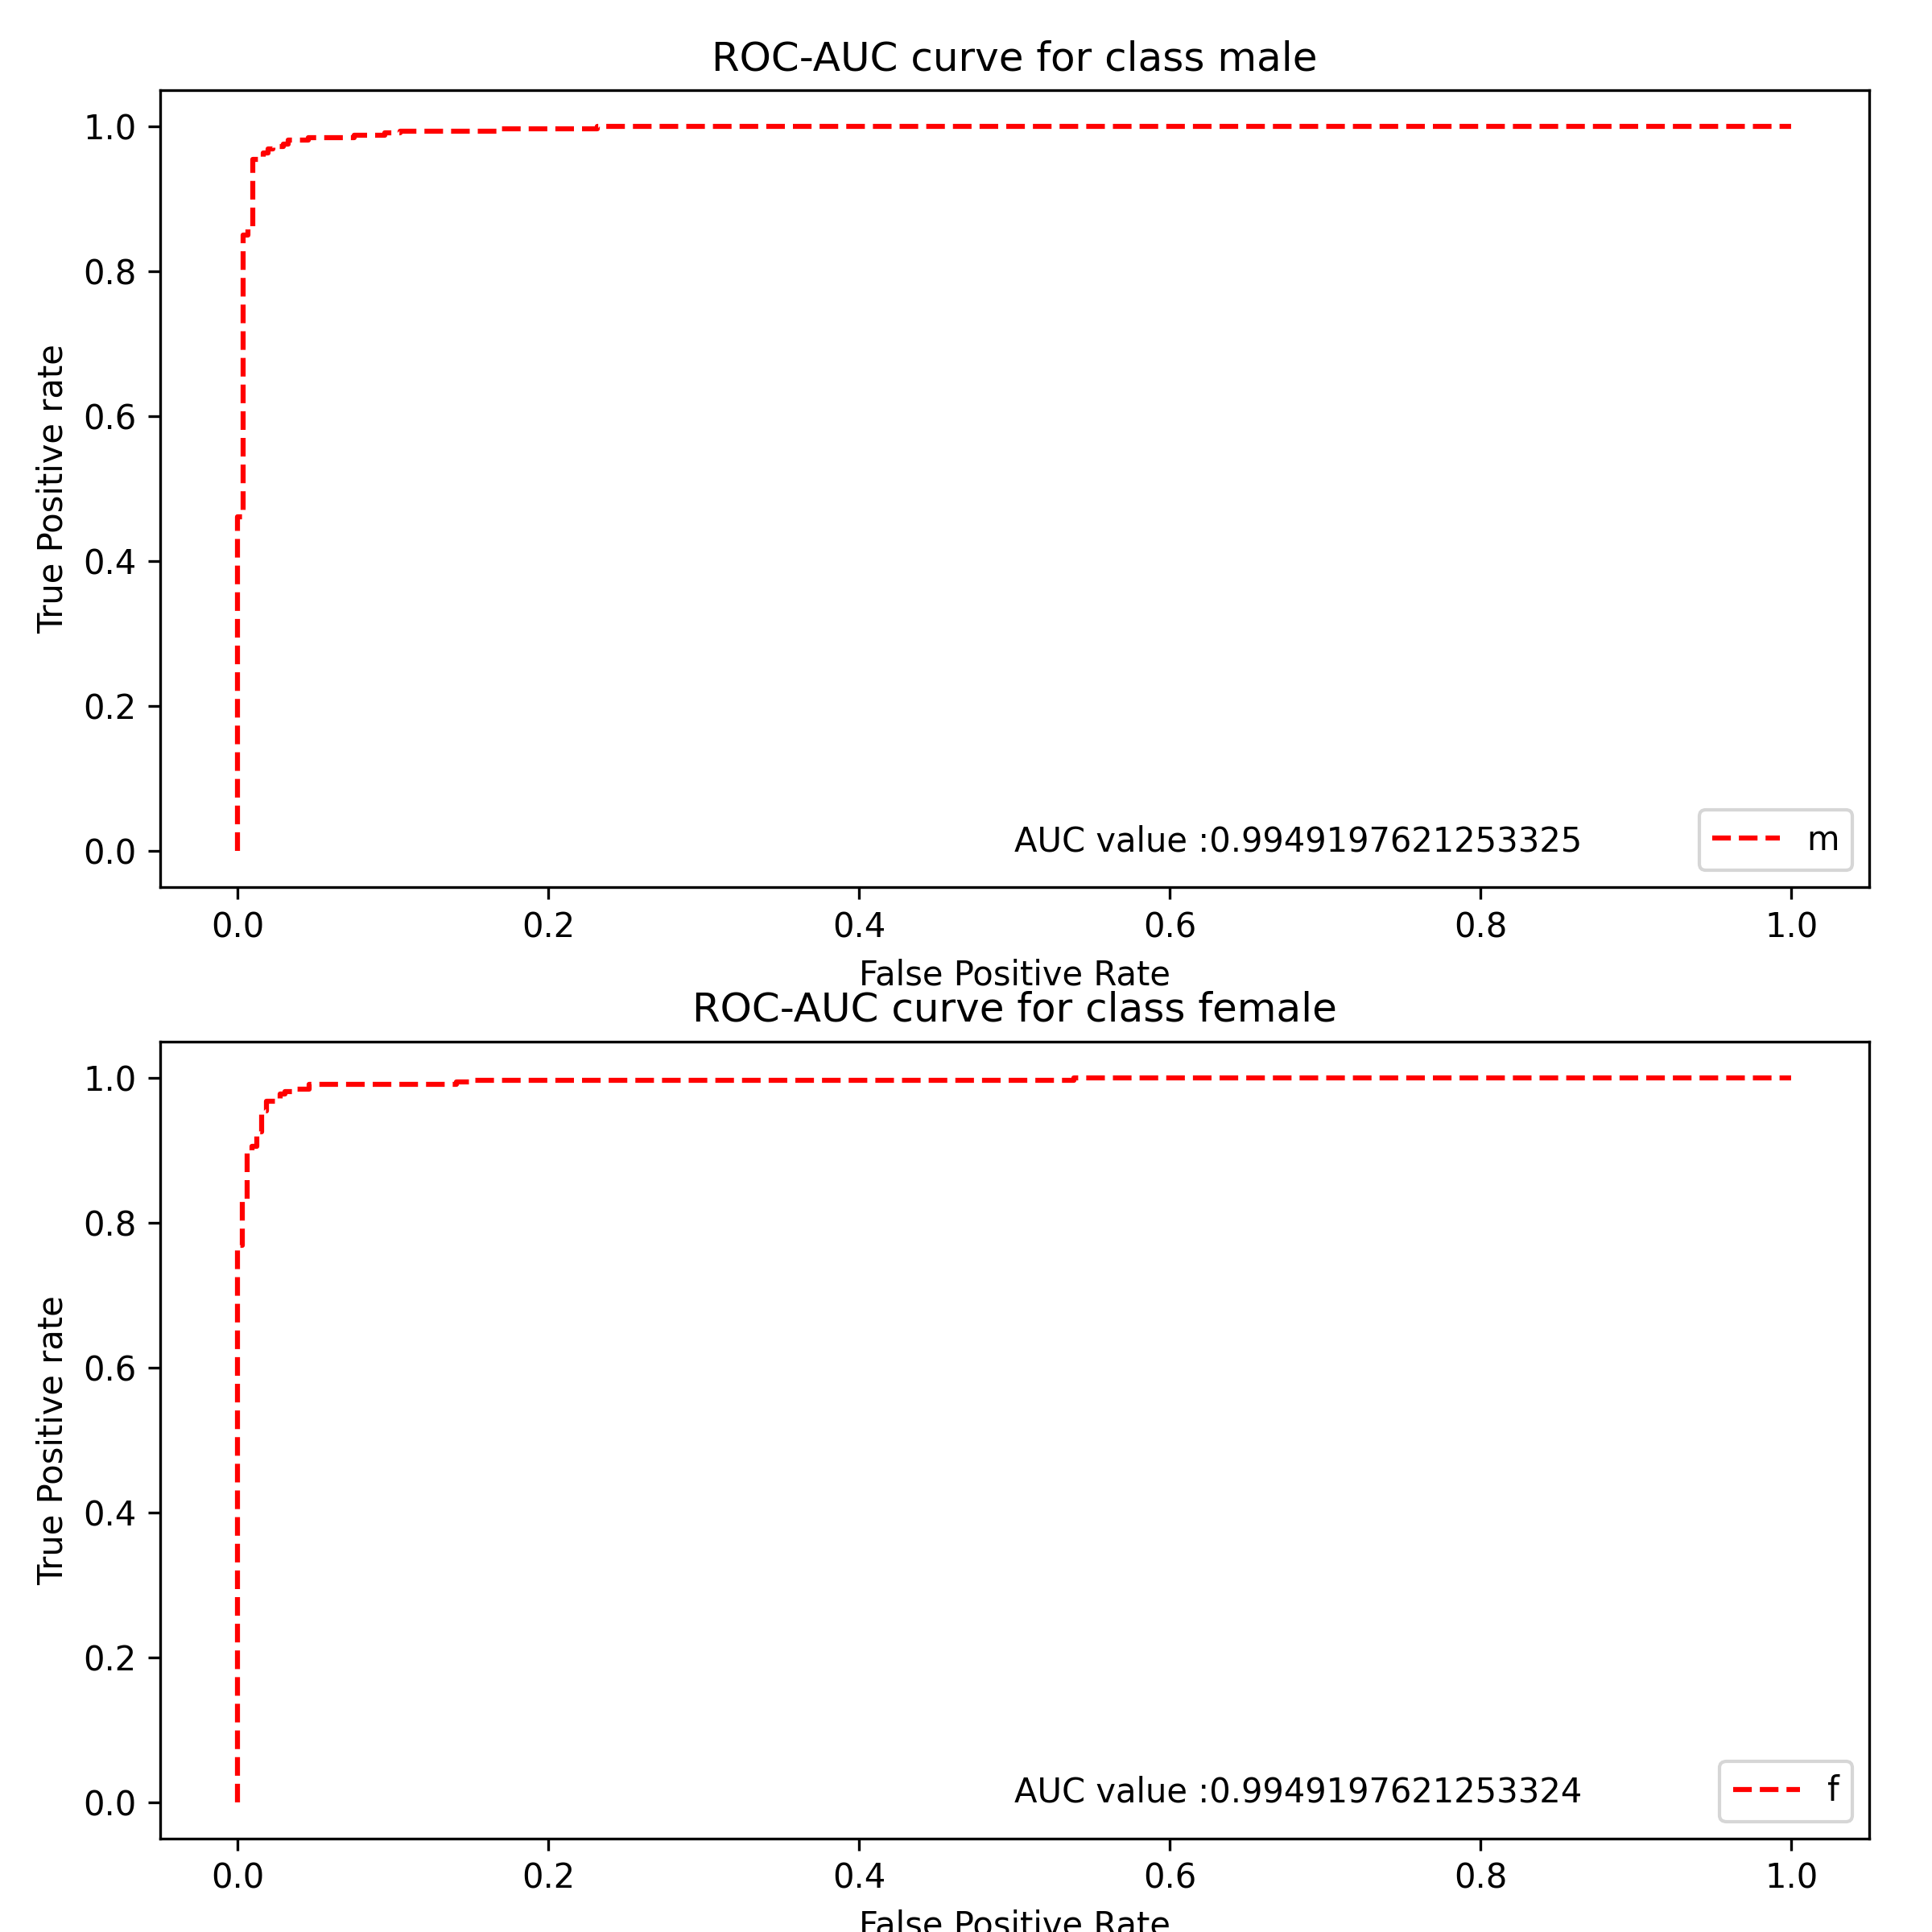 ROC-AUC curve for class male
1.0
0.8
0.6
0.4
0.2
0.0
True Positive rate
AUC value :0.9949197621253325
m
0.0 0.2 0.4 0.6 0.8 1.0
False Positive Rate
ROC-AUC curve for class female
1.0
0.8
0.6
0.4
0.2
0.0
True Positive rate
AUC value :0.9949197621253324
f
0.0 0.2 0.4 0.6 0.8 1.0
False Positive Rate